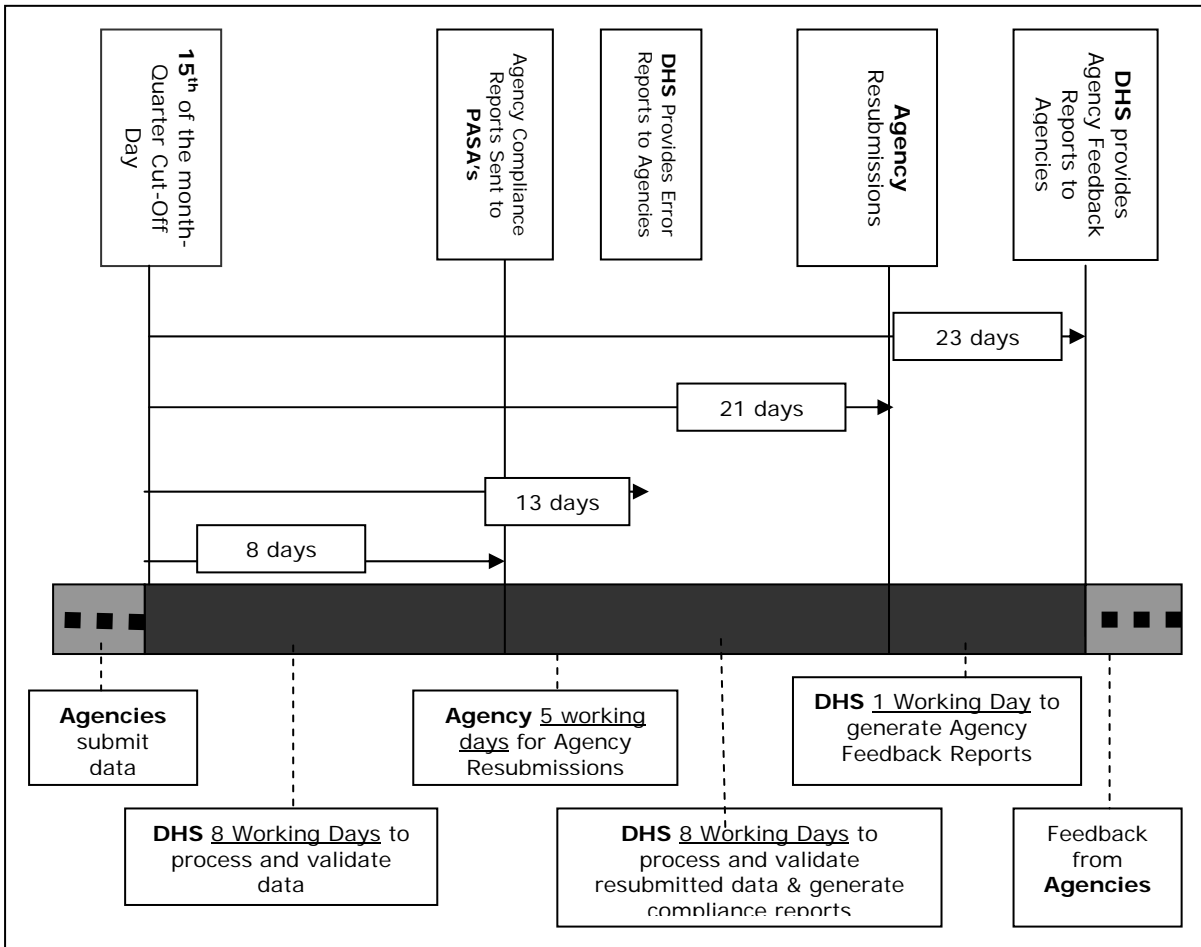 15th of the month-
Quarter Cut-Off
Day
Agency Compliance
Reports Sent to
PASA's
DHS Provides Error
Reports to Agencies
Agency
Resubmissions
DHS provides
Agency Feedback
Reports to
Agencies
23 days
21 days
13 days
8 days
Agencies
submit
data
Agency 5 working
days for Agency
Resubmissions
DHS 1 Working Day to
generate Agency
Feedback Reports
DHS 8 Working Days to
process and validate
data
DHS 8 Working Days to
process and validate
resubmitted data & generate
compliance reports
Feedback
from
Agencies